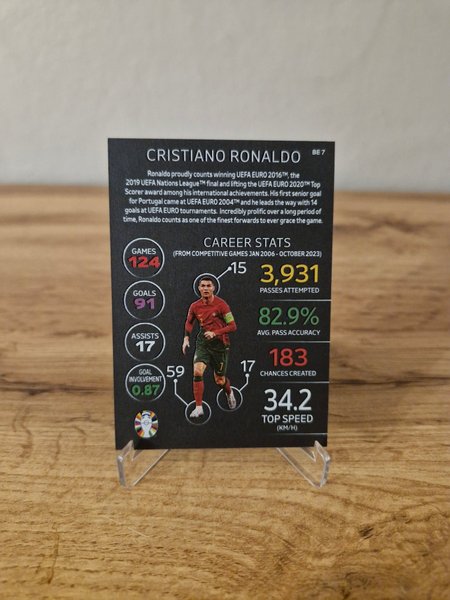 CRISTIANO RONALDO
BE 7
Ronaldo proudly counts winning UEFA EURO 2016™, the
2019 UEFA Nations League™ final and lifting the UEFA EURO 2020™ Top
Scorer award among his international achievements. His first senior goal
for Portugal came at UEFA EURO 2004™ and he leads the way with 14
goals at UEFA EURO tournaments. Incredibly prolific over a long period of
time, Ronaldo counts as one of the finest forwards to ever grace the game.
CAREER STATS
(FROM COMPETITIVE GAMES JAN 2006 - OCTOBER 2023)
GAMES
124
GOALS
91
ASSISTS
17
GOAL
INVOLVEMENT
0.87
15
59
17
3,931
PASSES ATTEMPTED
82.9%
AVG. PASS ACCURACY
183
CHANCES CREATED
34.2
TOP SPEED
(KM/H)